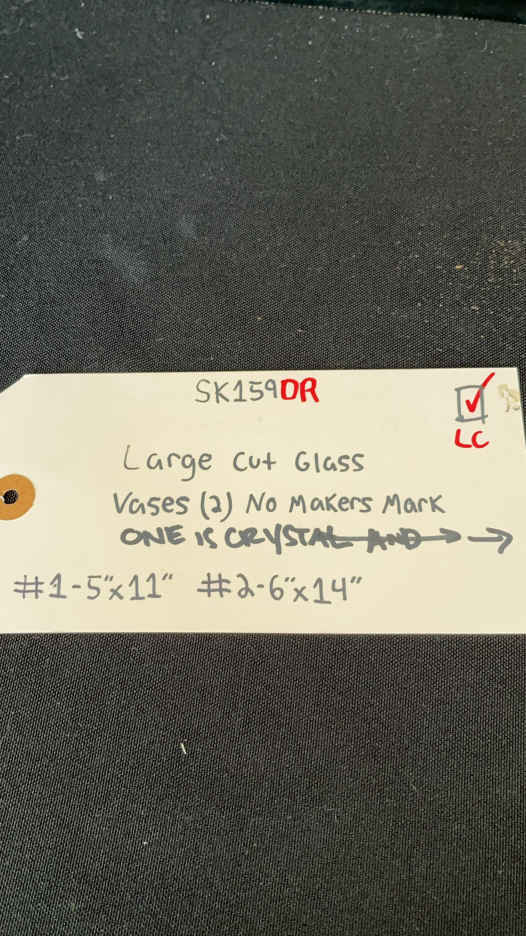 SK159DR
LC
Large Cut Glass
Vases (2) No Makers Mark
ONE IS CRYSTAL AND →
#1-5"x11" #2-6"x14"